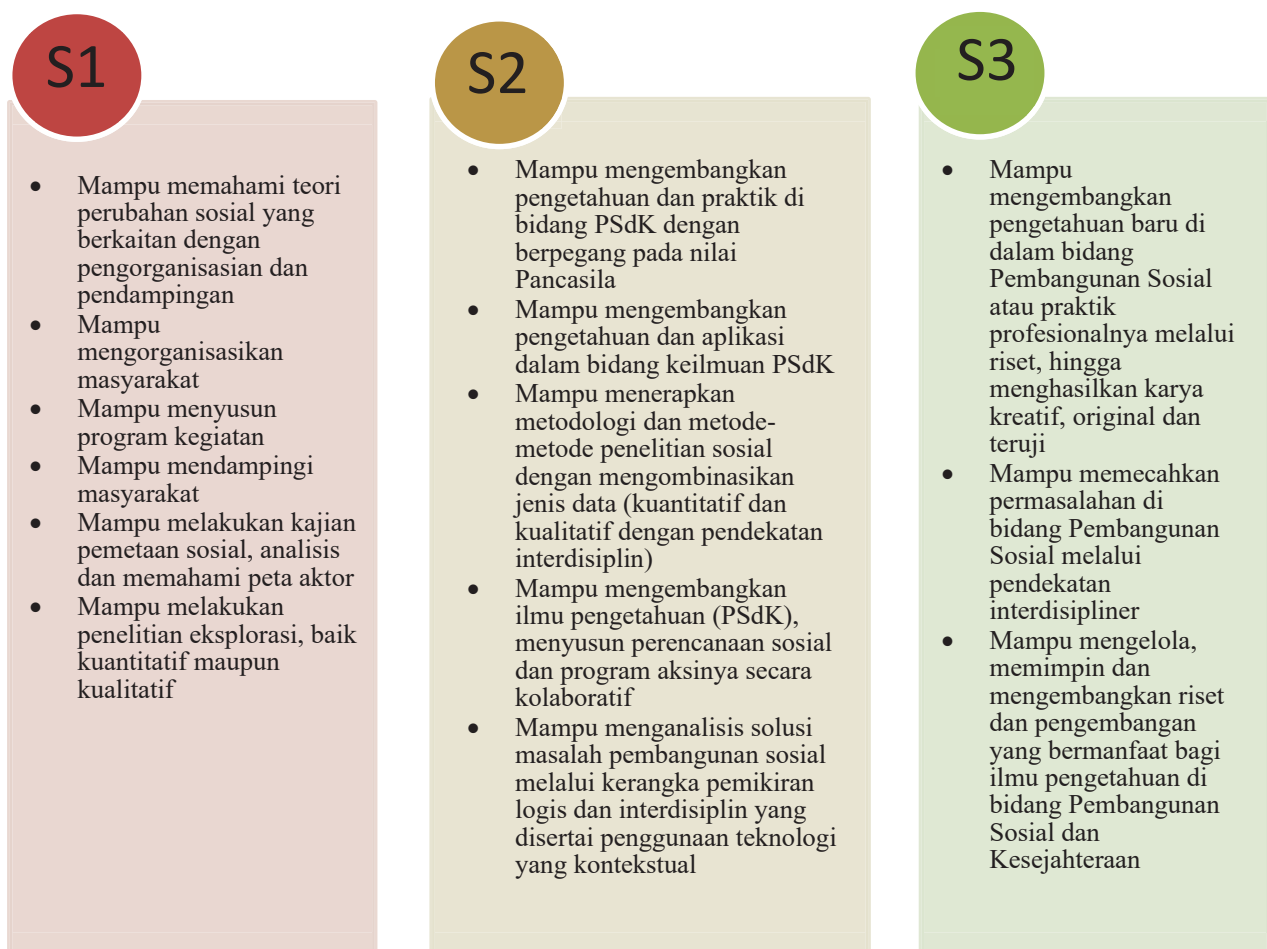 S1
• Mampu memahami teori
perubahan sosial yang
berkaitan dengan
pengorganisasian dan
pendampingan
• Mampu
mengorganisasikan
masyarakat
• Mampu menyusun
program kegiatan
• Mampu mendampingi
masyarakat
• Mampu melakukan kajian
pemetaan sosial, analisis
dan memahami peta aktor
• Mampu melakukan
penelitian eksplorasi, baik
kuantitatif maupun
kualitatif
S2
• Mampu mengembangkan
pengetahuan dan praktik di
bidang PSdK dengan
berpegang pada nilai
Pancasila
• Mampu mengembangkan
pengetahuan dan aplikasi
dalam bidang keilmuan PSdK
• Mampu menerapkan
metodologi dan metode-
metode penelitian sosial
dengan mengombinasikan
jenis data (kuantitatif dan
kualitatif dengan pendekatan
interdisiplin)
• Mampu mengembangkan
ilmu pengetahuan (PSdK),
menyusun perencanaan sosial
dan program aksinya secara
kolaboratif
• Mampu menganalisis solusi
masalah pembangunan sosial
melalui kerangka pemikiran
logis dan interdisiplin yang
disertai penggunaan teknologi
yang kontekstual
S3
• Mampu
mengembangkan
pengetahuan baru di
dalam bidang
Pembangunan Sosial
atau praktik
profesionalnya melalui
riset, hingga
menghasilkan karya
kreatif, original dan
teruji
• Mampu memecahkan
permasalahan di
bidang Pembangunan
Sosial melalui
pendekatan
interdisipliner
• Mampu mengelola,
memimpin dan
mengembangkan riset
dan pengembangan
yang bermanfaat bagi
ilmu pengetahuan di
bidang Pembangunan
Sosial dan
Kesejahteraan